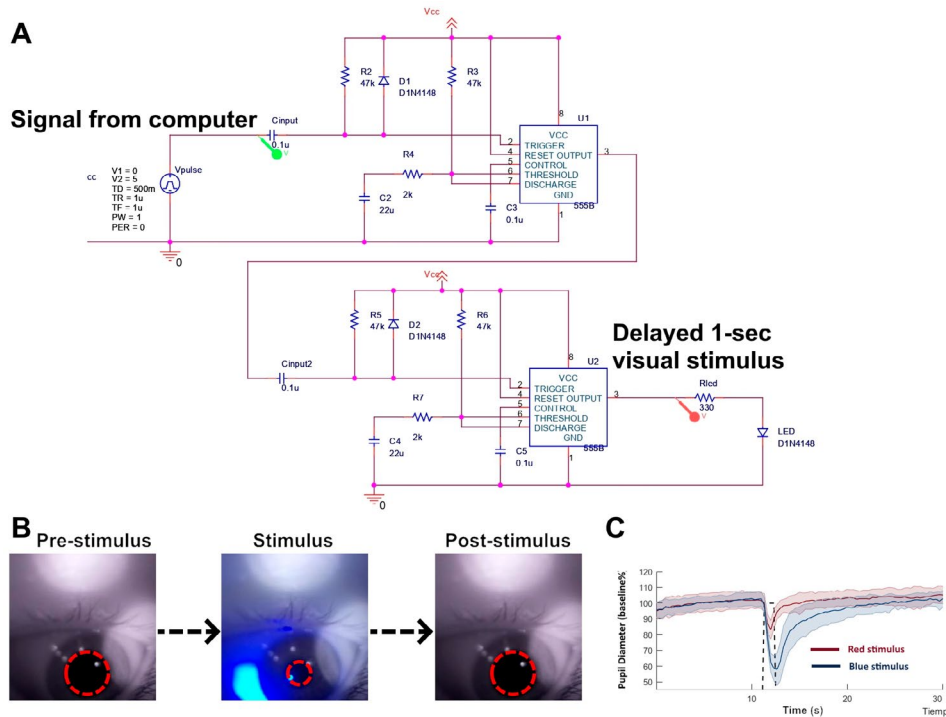 A
Vcc
R2
47k
D1
D1N4148
R3
47k
8
U1
Signal from computer
Cinput
0.1u
V
cc
V1 = 0
V2 = 5
TD = 500m
TR = 1u
TF = 1u
PW = 1
PER = 0
Vpulse
R4
2k
C2
22u
C3
0.1u
2
4
5
6
7
VCC
TRIGGER
RESET OUTPUT
CONTROL
THRESHOLD
DISCHARGE
GND
3
555B
1
0
Vcc
R5
47k
D2
D1N4148
R6
47k
8
U2
Delayed 1-sec
visual stimulus
Cinput2
0.1u
R7
2k
C4
22u
C5
0.1u
2
4
5
6
7
VCC
TRIGGER
RESET OUTPUT
CONTROL
THRESHOLD
DISCHARGE
GND
3
555B
1
Rled
330
V
LED
D1N4148
0
B
Pre-stimulus
Stimulus
Post-stimulus
C
Pupil Diameter (baseline%)
120
110
100
90
80
70
60
50
Red stimulus
Blue stimulus
10
20
30
Time (s)
Tiemp